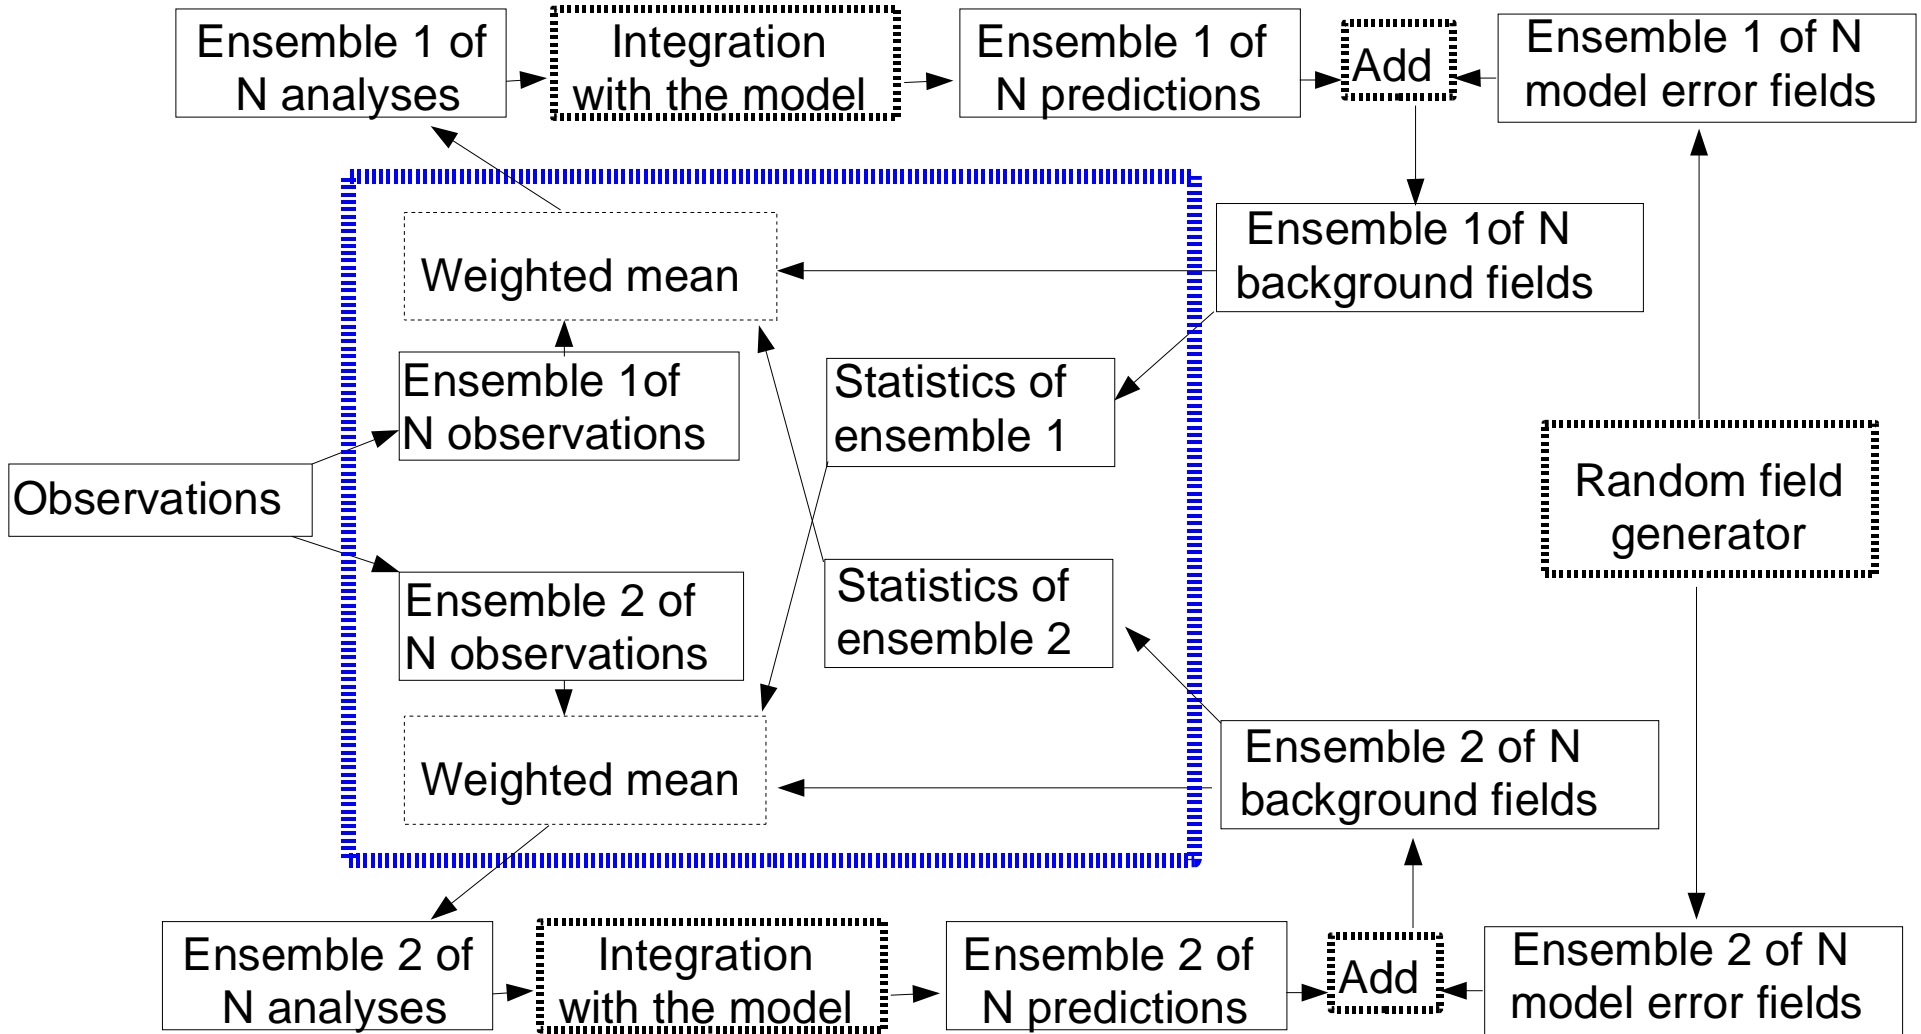 Ensemble 1 of
N analyses
Integration
with the model
Ensemble 1 of
N predictions
Add
Ensemble 1 of N
model error fields
Weighted mean
Ensemble 1of N
background fields
Ensemble 1of
N observations
Statistics of
ensemble 1
Observations
Random field
generator
Ensemble 2 of
N observations
Statistics of
ensemble 2
Weighted mean
Ensemble 2 of N
background fields
Ensemble 2 of
N analyses
Integration
with the model
Ensemble 2 of
N predictions
Add
Ensemble 2 of N
model error fields